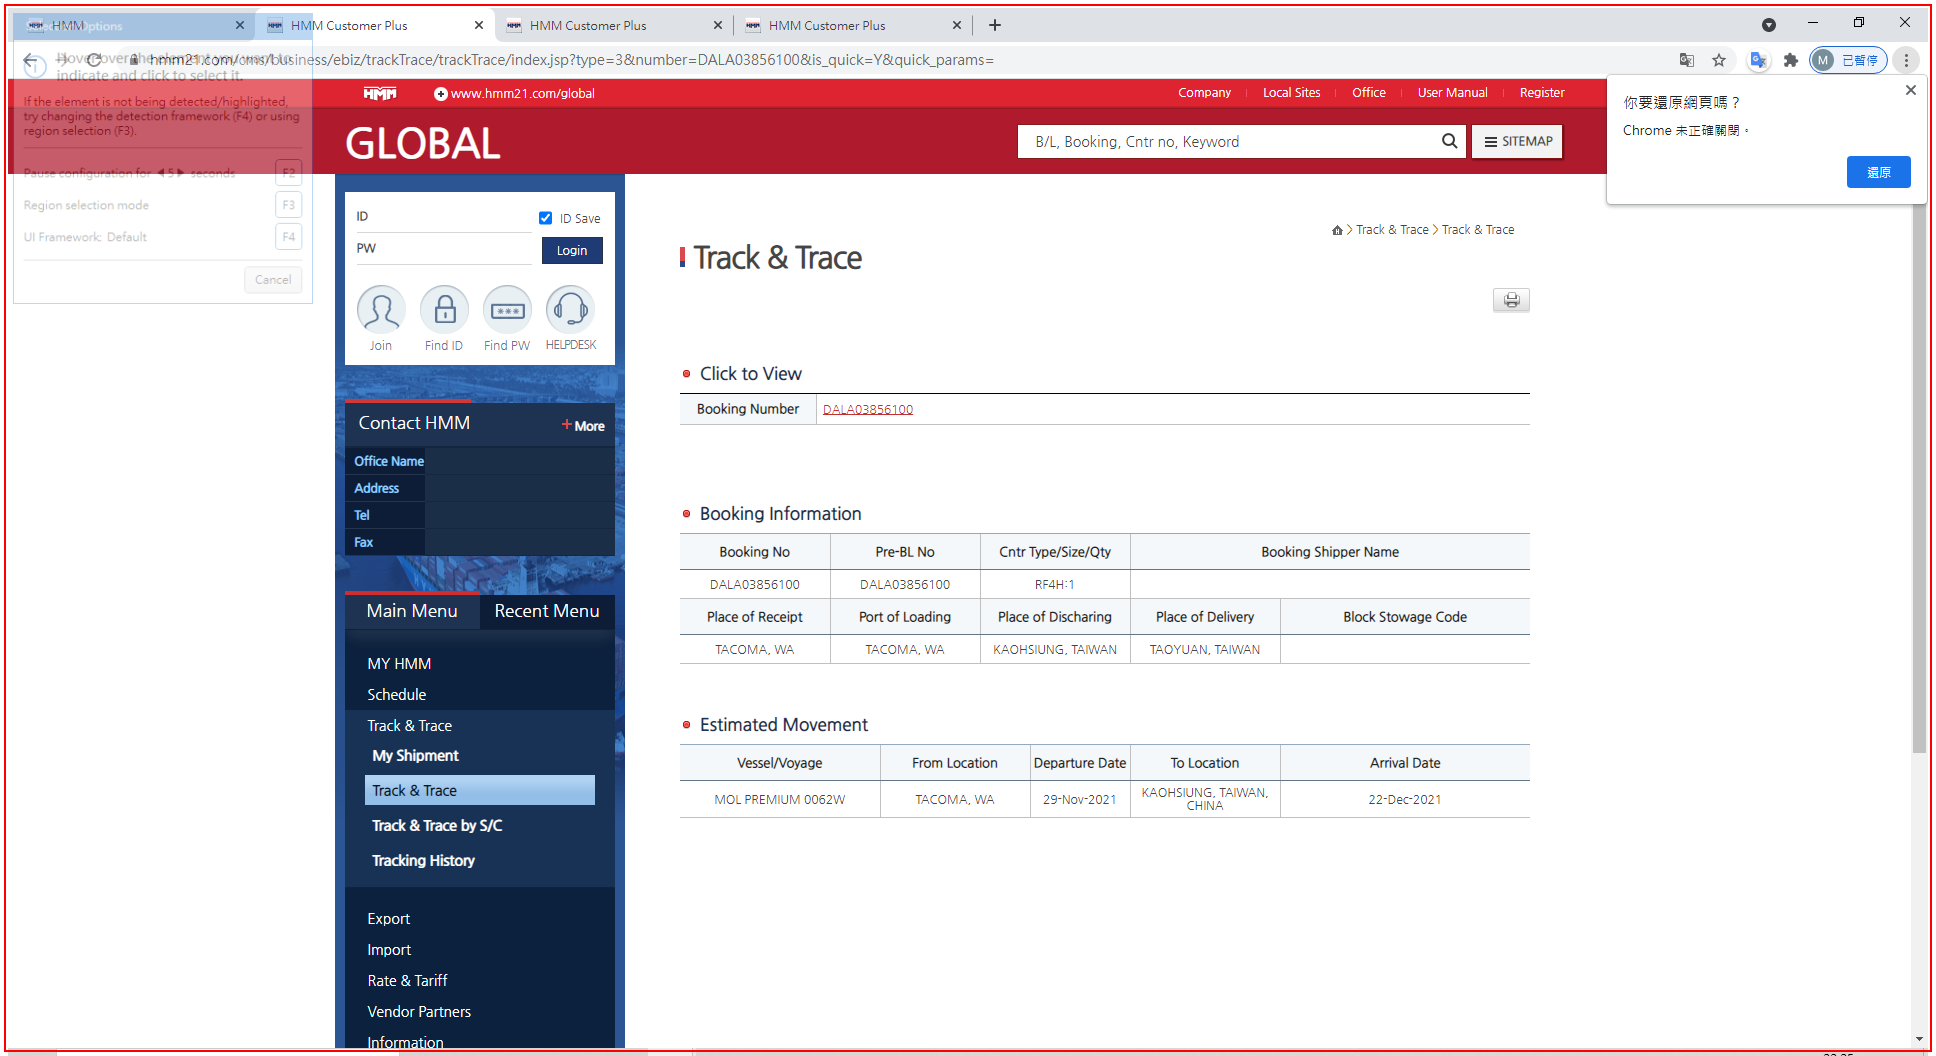 Selection Options
HMM
HMM Customer Plus
HMM Customer Plus
HMM Customer Plus
Hover over the element you want to
indicate and click to select it.
hmm21.com/cms/business/ebiz/trackTrace/trackTrace/index.jsp?type=3&number=DALA03856100&is_quick=Y&quick_params=
M 已暫停
If the element is not being detected/highlighted,
try changing the detection framework (F4) or using
region selection (F3).
Pause configuration for 5 seconds F2
Region selection mode F3
UI Framework: Default F4
Cancel
你要還原網頁嗎？
Chrome 未正確關閉。
還原
HMM www.hmm21.com/global
Company Local Sites Office User Manual Register
GLOBAL
B/L, Booking, Cntr no, Keyword
SITEMAP
ID
ID Save
PW
Login
Join Find ID Find PW HELPDESK
Contact HMM
+ More
Office Name
Address
Tel
Fax
Main Menu Recent Menu
MY HMM
Schedule
Track & Trace
My Shipment
Track & Trace
Track & Trace by S/C
Tracking History
Export
Import
Rate & Tariff
Vendor Partners
Information
> Track & Trace > Track & Trace
Track & Trace
Click to View
Booking Number DALA03856100
Booking Information
Booking No Pre-BL No Cntr Type/Size/Qty Booking Shipper Name
DALA03856100 DALA03856100 RF4H:1
Place of Receipt Port of Loading Place of Discharing Place of Delivery Block Stowage Code
TACOMA, WA TACOMA, WA KAOHSIUNG, TAIWAN TAOYUAN, TAIWAN
Estimated Movement
Vessel/Voyage From Location Departure Date To Location Arrival Date
MOL PREMIUM 0062W TACOMA, WA 29-Nov-2021 KAOHSIUNG, TAIWAN, 22-Dec-2021
CHINA